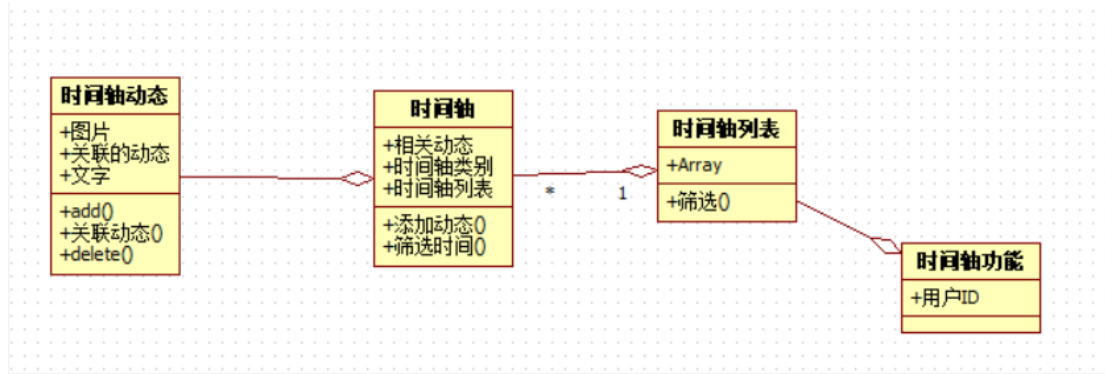 时间轴动态
+图片
+关联的动态
+文字
+add()
+关联动态()
+delete()
时间轴
+相关动态
+时间轴类别
+时间轴列表
+添加动态()
+筛选时间()
*
1
时间轴列表
+Array
+筛选()
时间轴功能
+用户ID